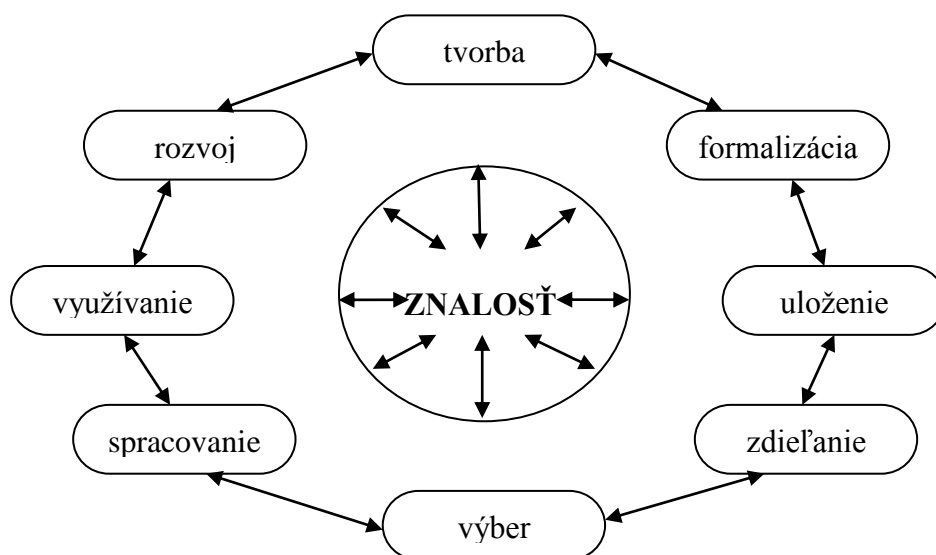 tvorba
rozvoj
formalizácia
využívanie
ZNALOSŤ
uloženie
spracovanie
zdieľanie
výber